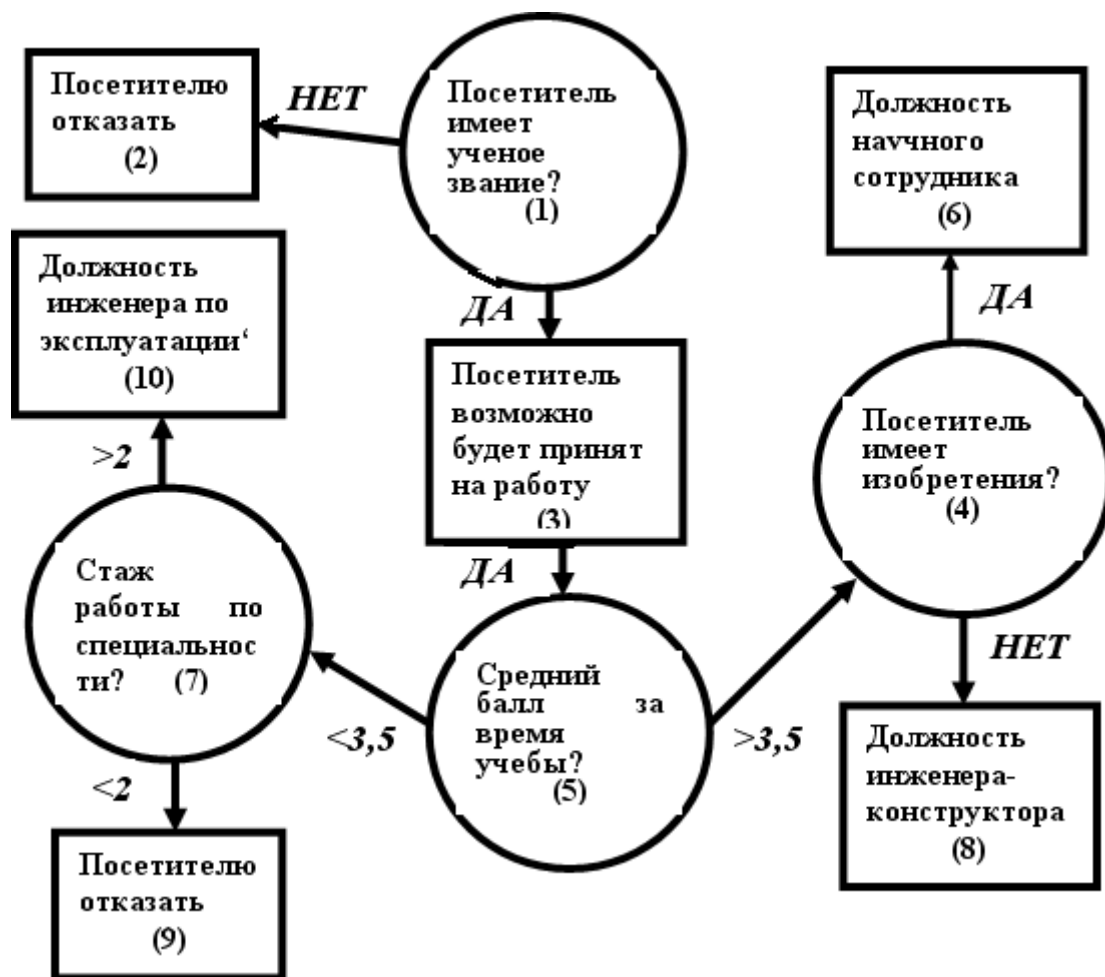 Посетителю
отказать
(2)
НЕТ
Посетитель
имеет
ученое
звание?
(1)
Должность
научного
сотрудника
(6)
Должность
инженера по
эксплуатации‘
(10)
ДА
ДА
Посетитель
возможно
будет принят
на работу
(3)
Посетитель
имеет
изобретения?
(4)
>2
ДА
Стаж
работы по
специальнос
ти? (7)
НЕТ
Средний
балл за
время
учебы?
(5)
<3,5
>3,5
<2
Должность
инженера-
конструктора
(8)
Посетителю
отказать
(9)